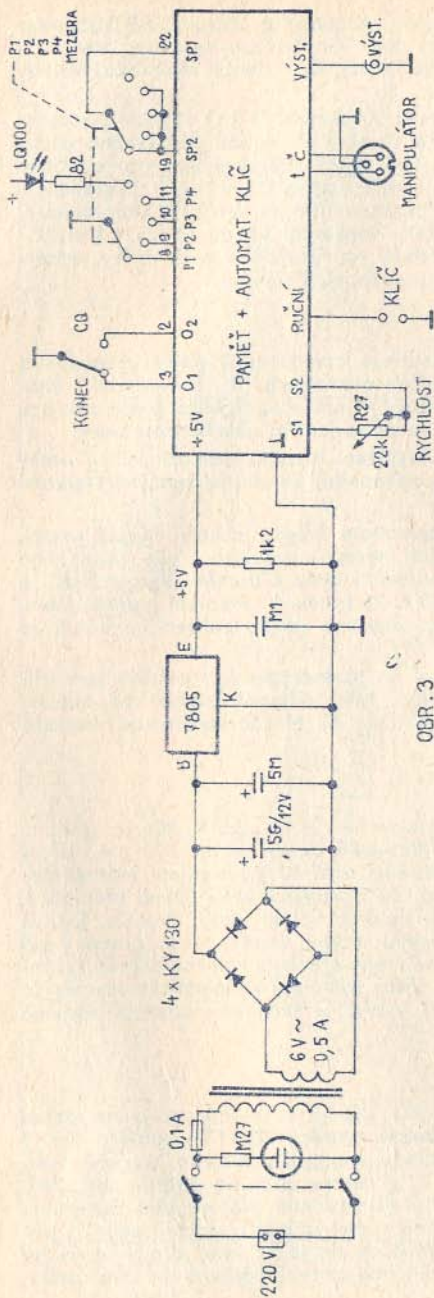 220 V
0,1 A
M27
6 V ~
0,5 A
4 x KY 130
5G/12V
5M
B
7805
E
K
M1
+5V
1k2
+5V
KONEC
CQ
3
2
O1
O2
+
LQ100
82
P1
P2
P3
P4
MEZERA
8
9
10
11
19
22
P1
P2
P3
P4
SP2
SP1
PAMĚŤ + AUTOMAT. KLÍČ
S1
S2
RUČNÍ
t
Č
VÝST.
R27
22k
RYCHLOST
KLÍČ
MANIPULÁTOR
VÝST.
OBR. 3